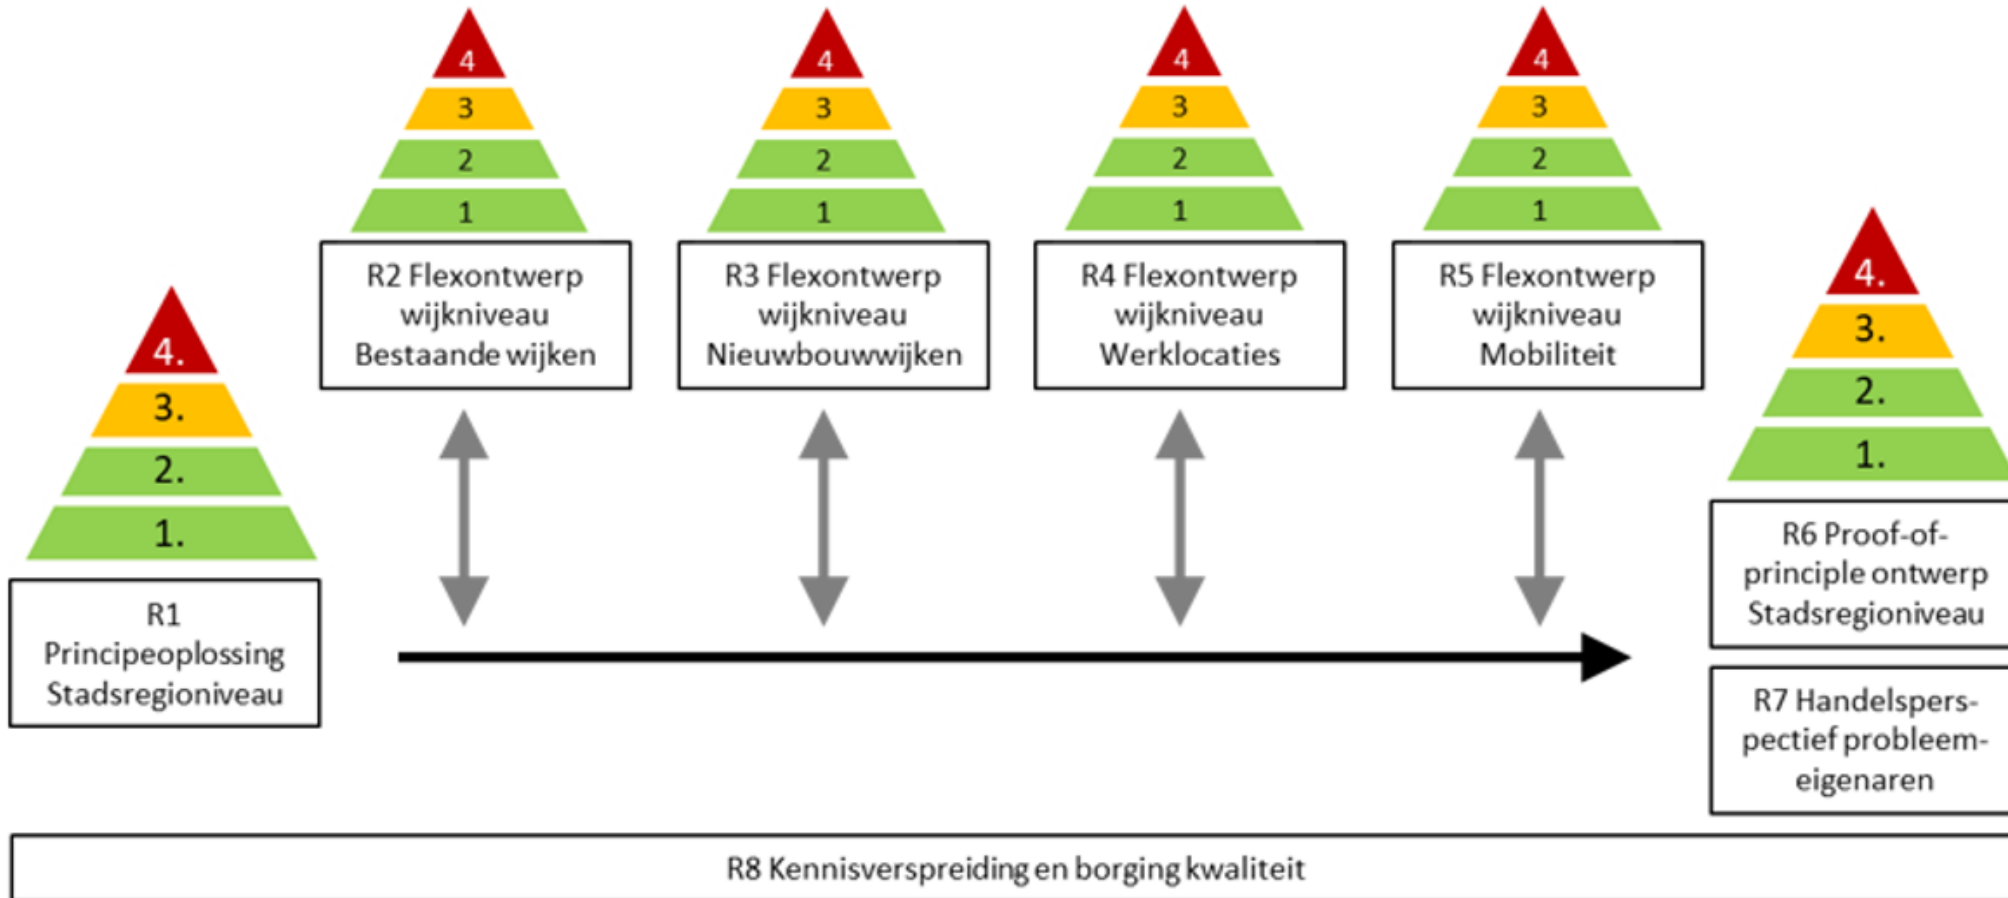 4
3
2
1
R2 Flexontwerp
wijkniveau
Bestaande wijken
4
3
2
1
R3 Flexontwerp
wijkniveau
Nieuwbouwwijken
4
3
2
1
R4 Flexontwerp
wijkniveau
Werklocaties
4
3
2
1
R5 Flexontwerp
wijkniveau
Mobiliteit
4.
3.
2.
1.
R1
Principeoplossing
Stadsregioniveau
4.
3.
2.
1.
R6 Proof-of-
principle ontwerp
Stadsregioniveau
R7 Handelspers-
pectief probleem-
eigenaren
R8 Kennisverspreiding en borging kwaliteit